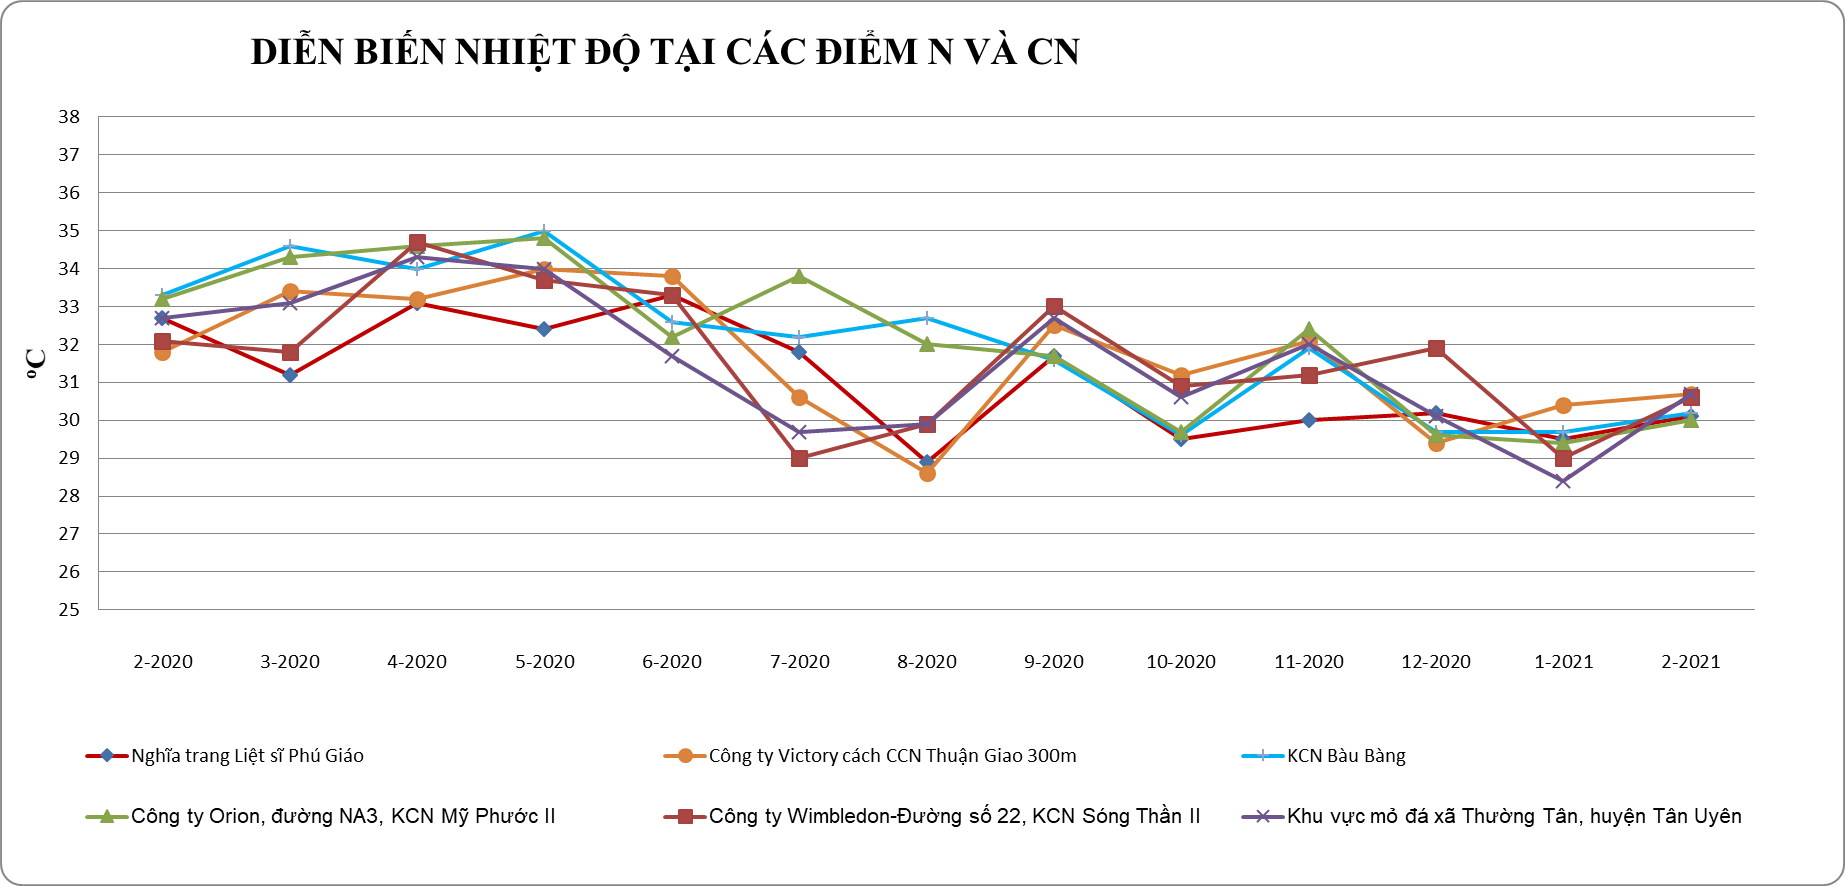 DIỄN BIẾN NHIỆT ĐỘ TẠI CÁC ĐIỂM N VÀ CN
38
37
36
35
34
33
32
31
30
29
28
27
26
25
ºC
2-2020 3-2020 4-2020 5-2020 6-2020 7-2020 8-2020 9-2020 10-2020 11-2020 12-2020 1-2021 2-2021
Nghĩa trang Liệt sĩ Phú Giáo Công ty Victory cách CCN Thuận Giao 300m KCN Bàu Bàng
Công ty Orion, đường NA3, KCN Mỹ Phước II Công ty Wimbledon-Đường số 22, KCN Sóng Thần II Khu vực mỏ đá xã Thường Tân, huyện Tân Uyên